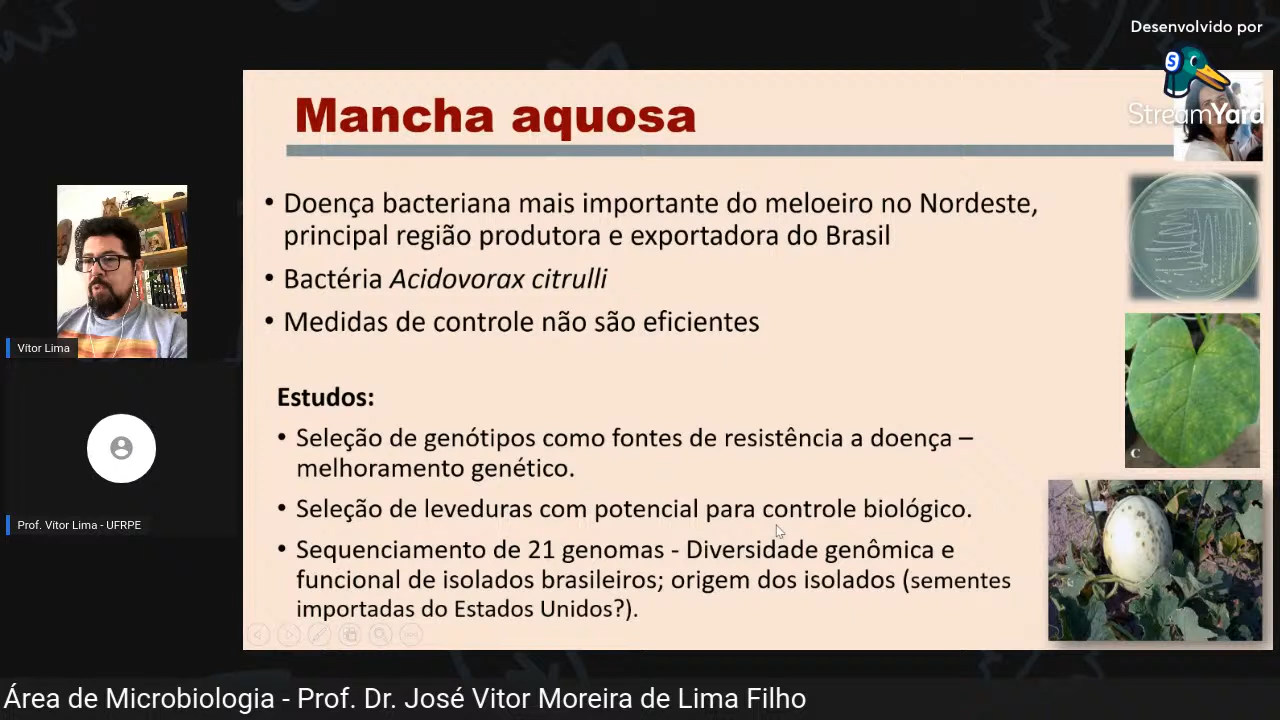 Desenvolvido por
StreamYard
Mancha aquosa
• Doença bacteriana mais importante do meloeiro no Nordeste,
principal região produtora e exportadora do Brasil
• Bactéria Acidovorax citrulli
• Medidas de controle não são eficientes
Estudos:
• Seleção de genótipos como fontes de resistência a doença –
melhoramento genético.
• Seleção de leveduras com potencial para controle biológico.
• Sequenciamento de 21 genomas - Diversidade genômica e
funcional de isolados brasileiros; origem dos isolados (sementes
importadas do Estados Unidos?).
C
Vítor Lima
Prof. Vítor Lima - UFRPE
Área de Microbiologia - Prof. Dr. José Vitor Moreira de Lima Filho